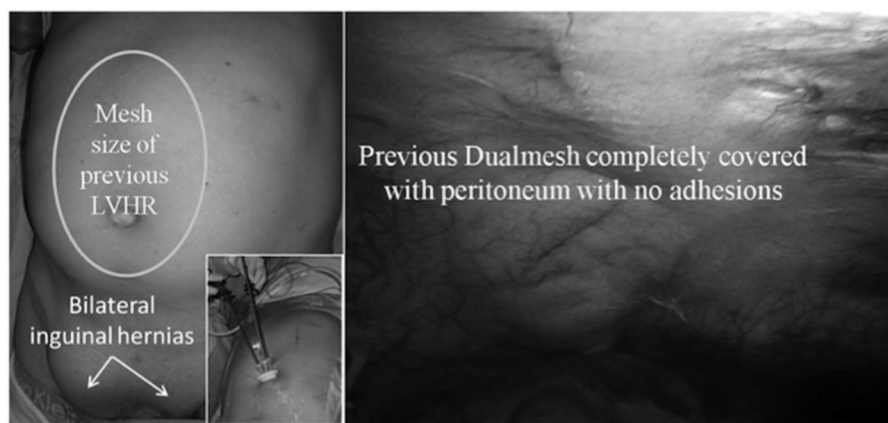 Mesh
size of
previous
LVHR
Bilateral
inguinal hernias
Previous Dualmesh completely covered
with peritoneum with no adhesions